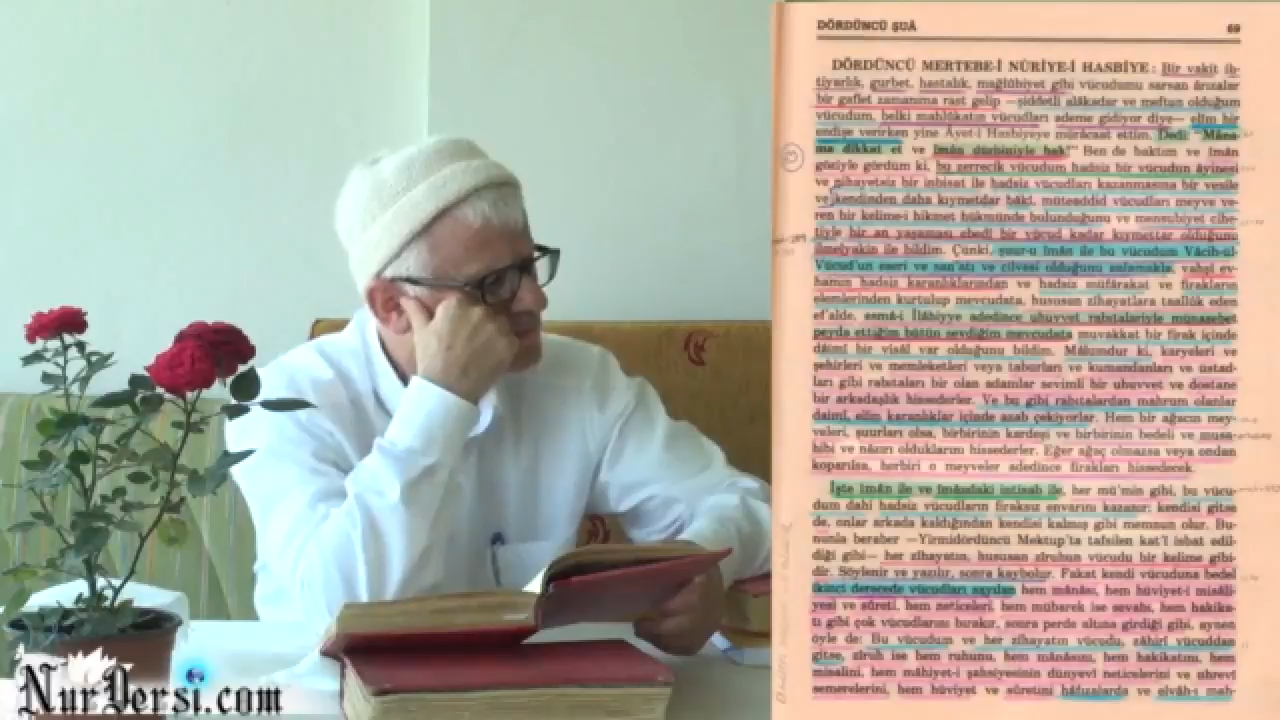 DÖRDÜNCÜ ŞUÂ 69
DÖRDÜNCÜ MERTEBE-İ NÛRİYE-İ HASBİYE: Bir vakit ih-
tiyarlık, gurbet, hastalık, mağlûbiyet gibi vücudumu sarsan ârızalar
bir gaflet zamanıma rast gelip —şiddetli alâkadar ve meftun olduğum
vücudum, belki mahlûkatın vücudları ademe gidiyor diye— elîm bir
endişe verirken yine Âyet-i Hasbiyeye müracaat ettim. Dedi: "Mâna-
ma dikkat et ve îmân dürbiniyle bak!" Ben de baktım ve îmân
gözüyle gördüm ki, bu zerrecik vücudum hadsiz bir vücudun âyinesi
ve nihayetsiz bir inbisat ile hadsiz vücudları kazanmasına bir vesile
ve kendinden daha kıymetdar bâkî, müteaddid vücudları meyve ve-
ren bir kelime-i hikmet hükmünde bulunduğunu ve mensubiyet cihe-
tiyle bir an yaşaması ebedî bir vücud kadar kıymettar olduğunu
ilmelyakîn ile bildim. Çünki, şuur-u îmân ile bu vücudum Vâcib-ül-
Vücud'un eseri ve san'atı ve cilvesi olduğunu anlamakla, vahşî ev-
hamın hadsiz karanlıklarından ve hadsiz müfârakat ve firakların
elemlerinden kurtulup mevcudata, hususan zîhayatlara taallûk eden
ef'alde, esmâ-i İlâhiyye adedince uhuvvet rabıtalariyle münasebet
peyda ettiğim bütün sevdiğim mevcudata muvakkat bir firak içinde
dâimî bir visâl var olduğunu bildim. Mâlûmdur ki, karyeleri ve
şehirleri ve memleketleri veya taburları ve kumandanları ve üstad-
ları gibi rabıtaları bir olan adamlar sevimli bir uhuvvet ve dostane
bir arkadaşlık hissederler. Ve bu gibi rabıtalardan mahrum olanlar
daimî, elîm karanlıklar içinde azab çekiyorlar. Hem bir ağacın mey-
veleri, şuurları olsa, birbirinin kardeşi ve birbirinin bedeli ve musa-
hibi ve nâzırı olduklarını hissederler. Eğer ağaç olmazsa veya ondan
koparılsa, herbiri o meyveler adedince firakları hissedecek.
İşte îmân ile ve îmândaki intisab ile, her mü'min gibi, bu vücu-
dum dahi hadsiz vücudların firaksız envarını kazanır; kendisi gitse
de, onlar arkada kaldığından kendisi kalmış gibi memnun olur. Bu-
nunla beraber —Yirmidördüncü Mektup'ta tafsilen kat'î isbat edil-
diği gibi— her zîhayatın, hususan zîruhun vücudu bir kelime gibi-
dir. Söylenir ve yazılır, sonra kaybolur. Fakat kendi vücuduna bedel
ikinci derecede vücudları sayılan hem mânâsı, hem hüviyet-i misâli-
yesi ve sûreti, hem neticeleri, hem mübarek ise sevabı, hem hakika-
tı gibi çok vücudlarını bırakır, sonra perde altına girdiği gibi, aynen
öyle de: Bu vücudum ve her zîhayatın vücudu, zâhirî vücuddan
gitse, zîruh ise hem ruhunu, hem mânâsını, hem hakikatını, hem
misalini, hem mâhiyet-i şahsiyesinin dünyevî neticelerini ve uhrevî
semerelerini, hem hüviyet ve sûretini hâfızalarda ve elvâh-ı mah-
NurDersi.com